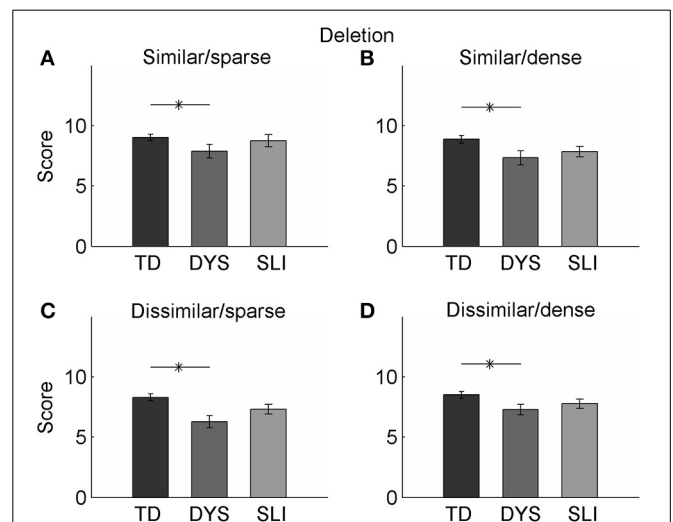 Deletion
A Similar/sparse
Score
10
5
0
TD DYS SLI
B Similar/dense
10
5
0
TD DYS SLI
C Dissimilar/sparse
Score
10
5
0
TD DYS SLI
D Dissimilar/dense
10
5
0
TD DYS SLI